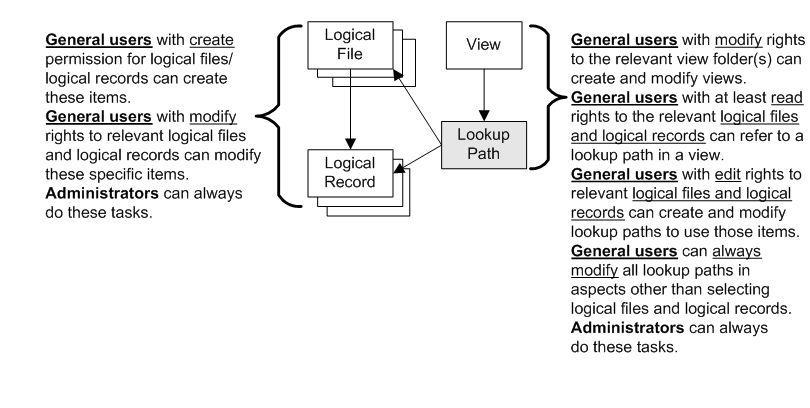 General users with create
permission for logical files/
logical records can create
these items.
General users with modify
rights to relevant logical files
and logical records can modify
these specific items.
Administrators can always
do these tasks.
Logical
File
View
Logical
Record
Lookup
Path
General users with modify rights
to the relevant view folder(s) can
create and modify views.
General users with at least read
rights to the relevant logical files
and logical records can refer to a
lookup path in a view.
General users with edit rights to
relevant logical files and logical
records can create and modify
lookup paths to use those items.
General users can always
modify all lookup paths in
aspects other than selecting
logical files and logical records.
Administrators can always
do these tasks.